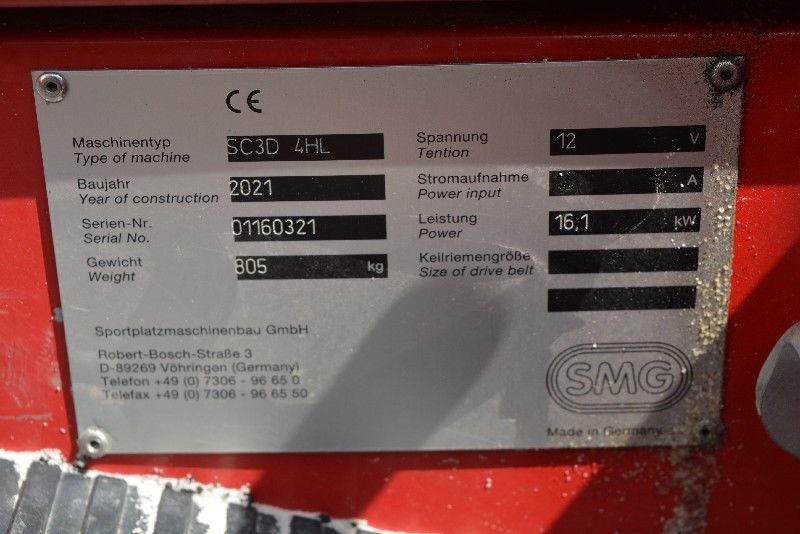 CE
Maschinentyp SC3D 4HL
Type of machine
Baujahr 2021
Year of construction
Serien-Nr. 01160321
Serial No.
Gewicht 805 kg
Weight
Spannung 12 V
Tention
Stromaufnahme A
Power input
Leistung 16,1 kW
Power
Keilriemengröße
Size of drive belt
Sportplatzmaschinenbau GmbH
Robert-Bosch-Straße 3
D-89269 Vöhringen (Germany)
Telefon +49 (0) 7306 - 96 65 0
Telefax +49 (0) 7306 - 96 65 50
SMG
Made in Germany